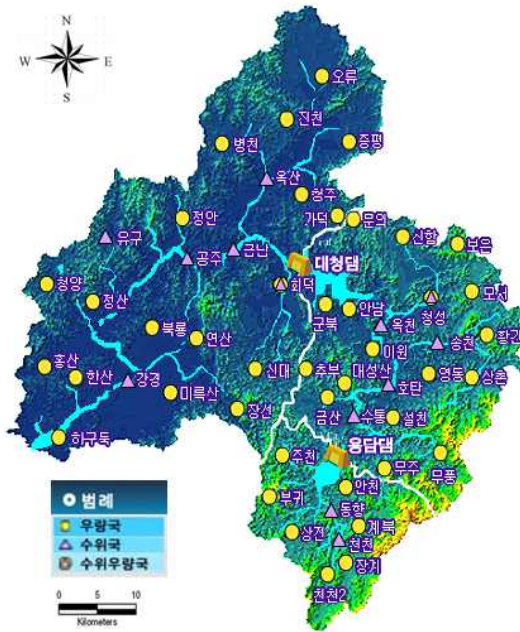 N
W E
S
오류
진천
병천
증평
옥산
청주
가덕
문의
정안
유구
신함
보은
공주
금난
대청댐
청양
회덕
모서
정산
청성
군북
안남
옥천
북룡
연산
송천
황간
이원
홍산
한산
강경
신대
추부
대성산
호탄
영동
상촌
미륵산
장선
금산
수통
설천
하구둑
용담댐
주천
무주
무풍
부귀
안천
동향
상전
계북
천천
장계
천천2
범례
우량국
수위국
수위우량국
0 5 10
Kilometers